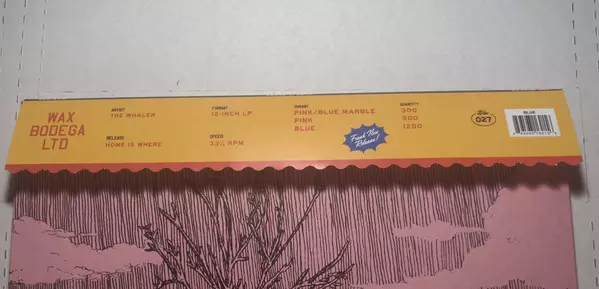 WAX
BODEGA
LTD
ARTIST
THE WHALER
RELEASE
HOME IS WHERE
FORMAT
12-INCH LP
SPEED
33⅓ RPM
VARIANT
PINK/BLUE MARBLE
PINK
BLUE
QUANTITY
300
500
1200
Fresh New
Release!
027
BLUE